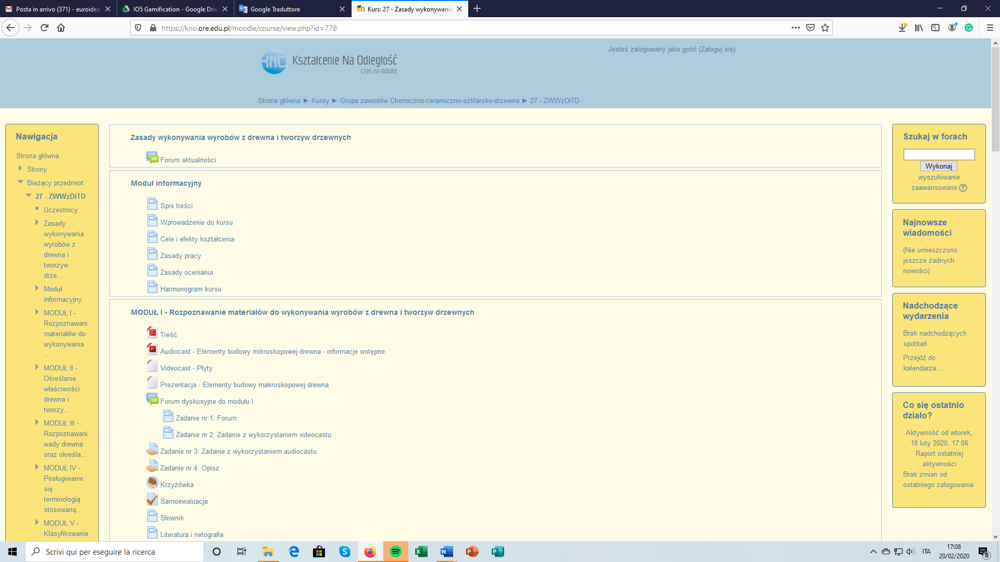 Posta in arrivo (371) - euroidea
IO5 Gamification - Google Driv
Google Traduttore
Kurs: 27 - Zasady wykonywania
https://kno.ore.edu.pl/moodle/course/view.php?id=778
Kształcenie Na Odległość
czas na n@ukę
Jesteś zalogowany jako gość (Zaloguj się)
Strona główna ► Kursy ► Grupa zawodów Chemiczno-ceramiczno-szklarsko-drzewna ► 27 - ZWWzDiTD
Nawigacja
Strona główna
Strony
Bieżący przedmiot
27 - ZWWzDiTD
Uczestnicy
Zasady
wykonywania
wyrobów z
drewna i
tworzyw
drze...
Moduł
informacyjny
MODUŁ I -
Rozpoznawani
materiałów do
wykonywania
...
MODUŁ II -
Określanie
właściwości
drewna i
tworzy...
MODUŁ III -
Rozpoznawani
wady drewna
oraz określa...
MODUŁ IV -
Posługiwanie
się
terminologią
stosowaną...
MODUŁ V -
Klasyfikowanie
Zasady wykonywania wyrobów z drewna i tworzyw drzewnych
Forum aktualności
Moduł informacyjny
Spis treści
Wprowadzenie do kursu
Cele i efekty kształcenia
Zasady pracy
Zasady oceniania
Harmonogram kursu
MODUŁ I - Rozpoznawanie materiałów do wykonywania wyrobów z drewna i tworzyw drzewnych
Treść
Audiocast - Elementy budowy mikroskopowej drewna - informacje wstępne
Videocast - Płyty
Prezentacja - Elementy budowy makroskopowej drewna
Forum dyskusyjne do modułu I
Zadanie nr 1: Forum
Zadanie nr 2: Zadanie z wykorzystaniem videocastu
Zadanie nr 3: Zadanie z wykorzystaniem audiocastu
Zadanie nr 4: Opisz
Krzyżówka
Samoewaluacja
Słownik
Literatura i netografia
Szukaj w forach
Wykonaj
wyszukiwanie
zaawansowane
Najnowsze
wiadomości
(Nie umieszczono
jeszcze żadnych
nowości)
Nadchodzące
wydarzenia
Brak nadchodzących
spotkań
Przejdź do
kalendarza...
Co się ostatnio
działo?
Aktywność od wtorek,
18 luty 2020, 17:06
Raport ostatniej
aktywności
Brak zmian od
ostatniego zalogowania
Scrivi qui per eseguire la ricerca
ITA
17:08
20/02/2020
8